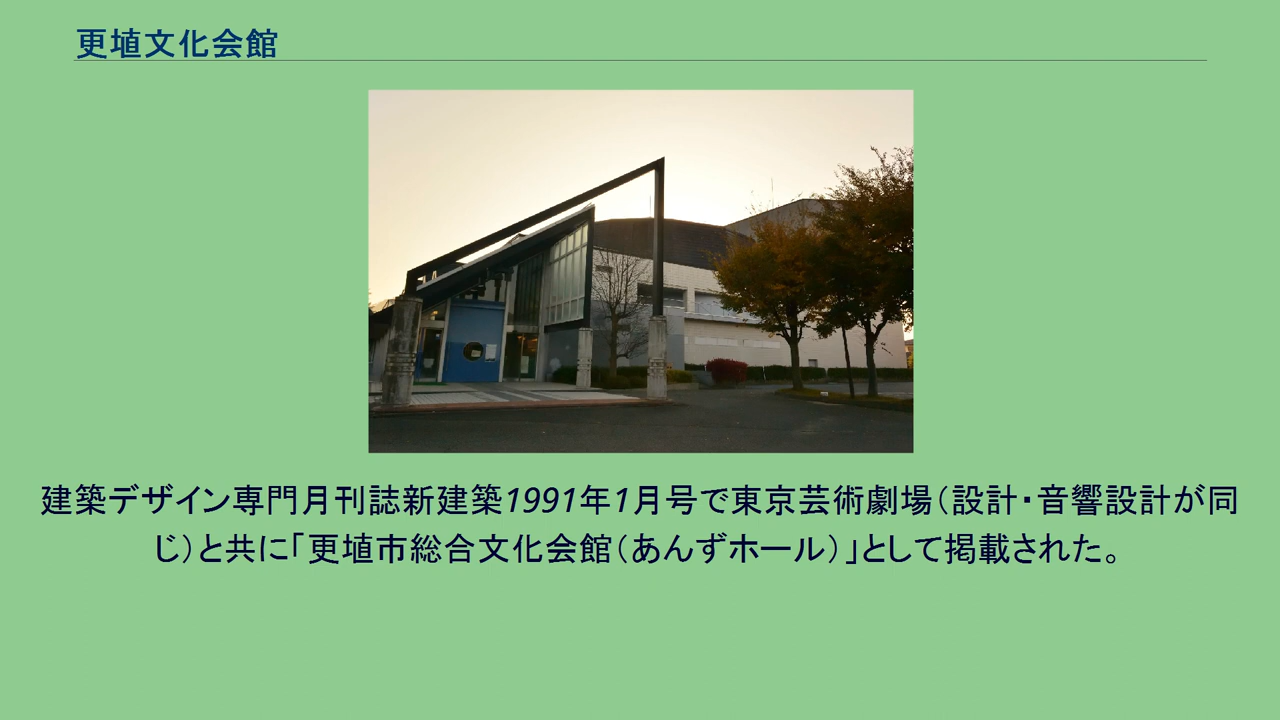 更埴文化会館
建築デザイン専門月刊誌新建築1991年1月号で東京芸術劇場（設計・音響設計が同
じ）と共に「更埴市総合文化会館（あんずホール）」として掲載された。